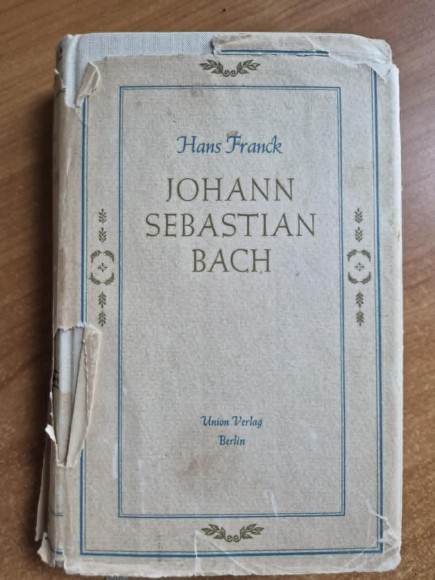 Hans Franck
JOHANN
SEBASTIAN
BACH
Union Verlag
Berlin